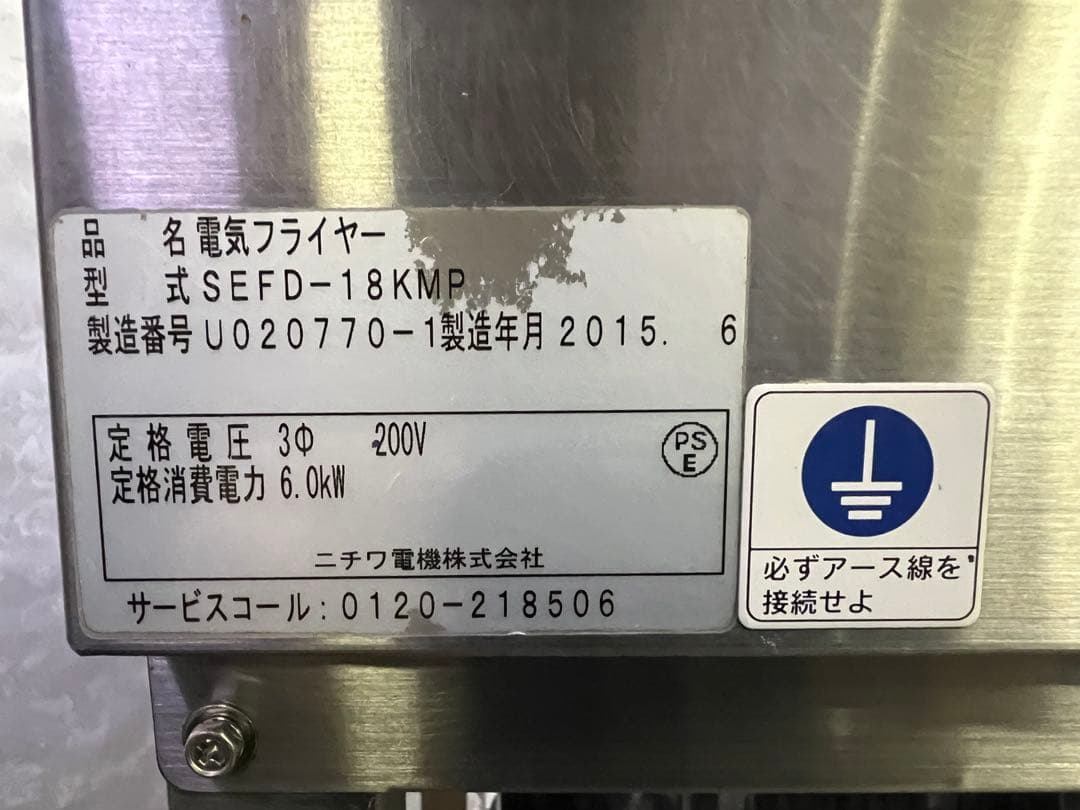 品 名 電気フライヤー
型 式 SEFD-18KMP
製造番号 U020770-1 製造年月 2015. 6
定格電圧 3Φ 200V
PS
E
定格消費電力 6.0kW
ニチワ電機株式会社
サービスコール:0120-218506
必ずアース線を
接続せよ